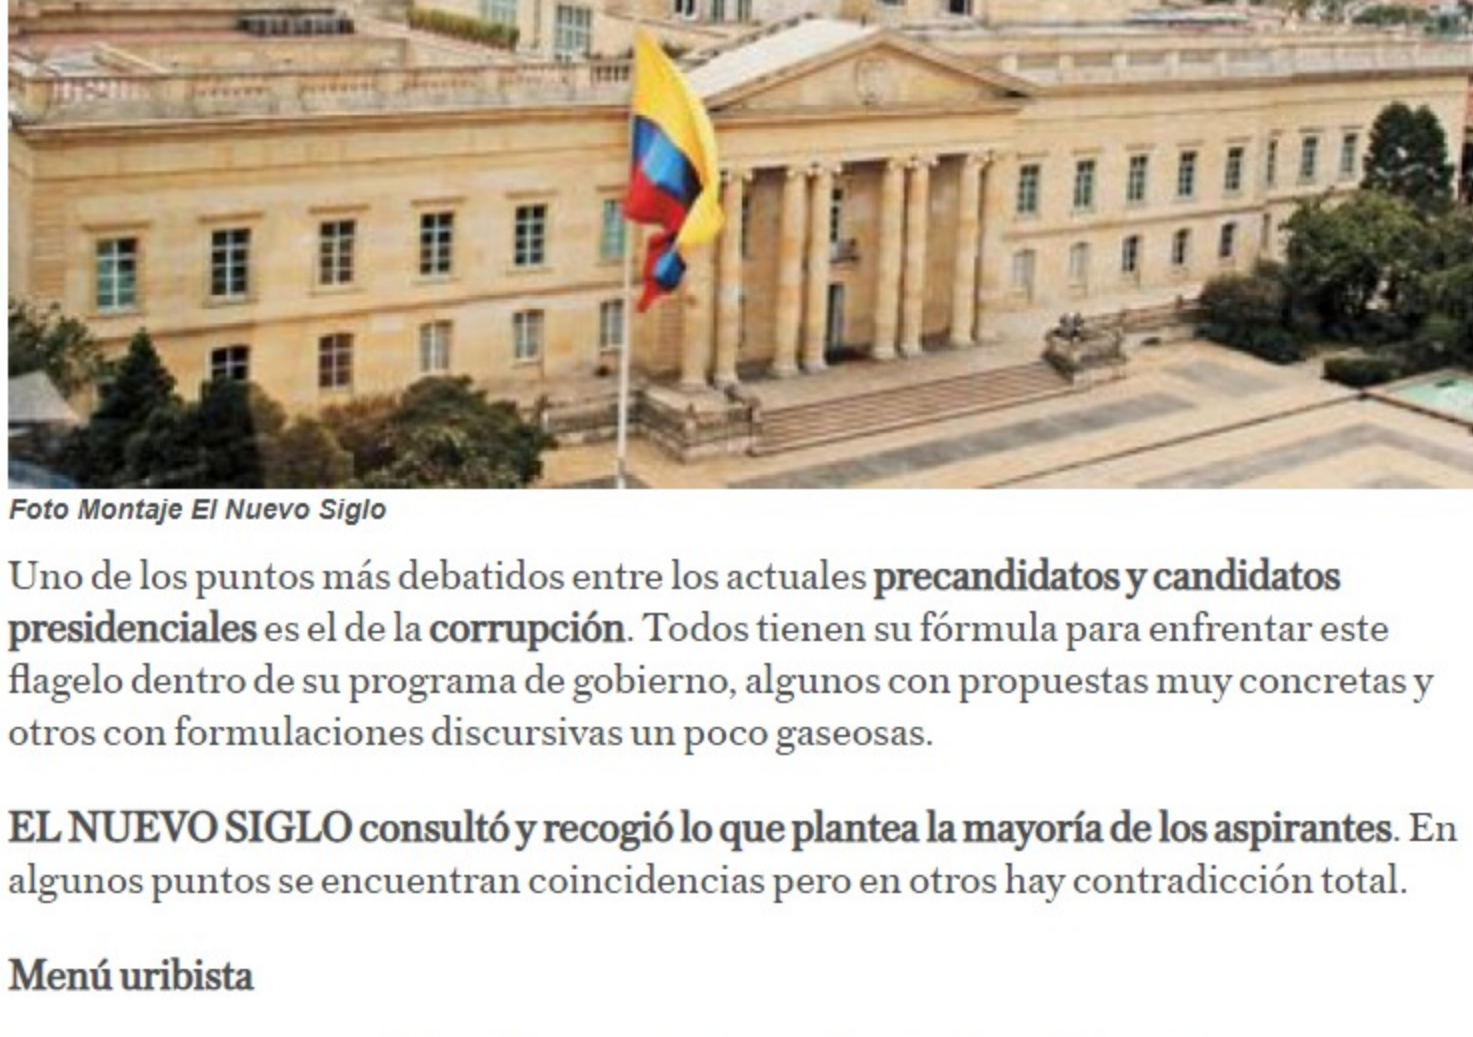 Foto Montaje El Nuevo Siglo
Uno de los puntos más debatidos entre los actuales precandidatos y candidatos
presidenciales es el de la corrupción. Todos tienen su fórmula para enfrentar este
flagelo dentro de su programa de gobierno, algunos con propuestas muy concretas y
otros con formulaciones discursivas un poco gaseosas.
EL NUEVO SIGLO consultó y recogió lo que plantea la mayoría de los aspirantes. En
algunos puntos se encuentran coincidencias pero en otros hay contradicción total.
Menú uribista